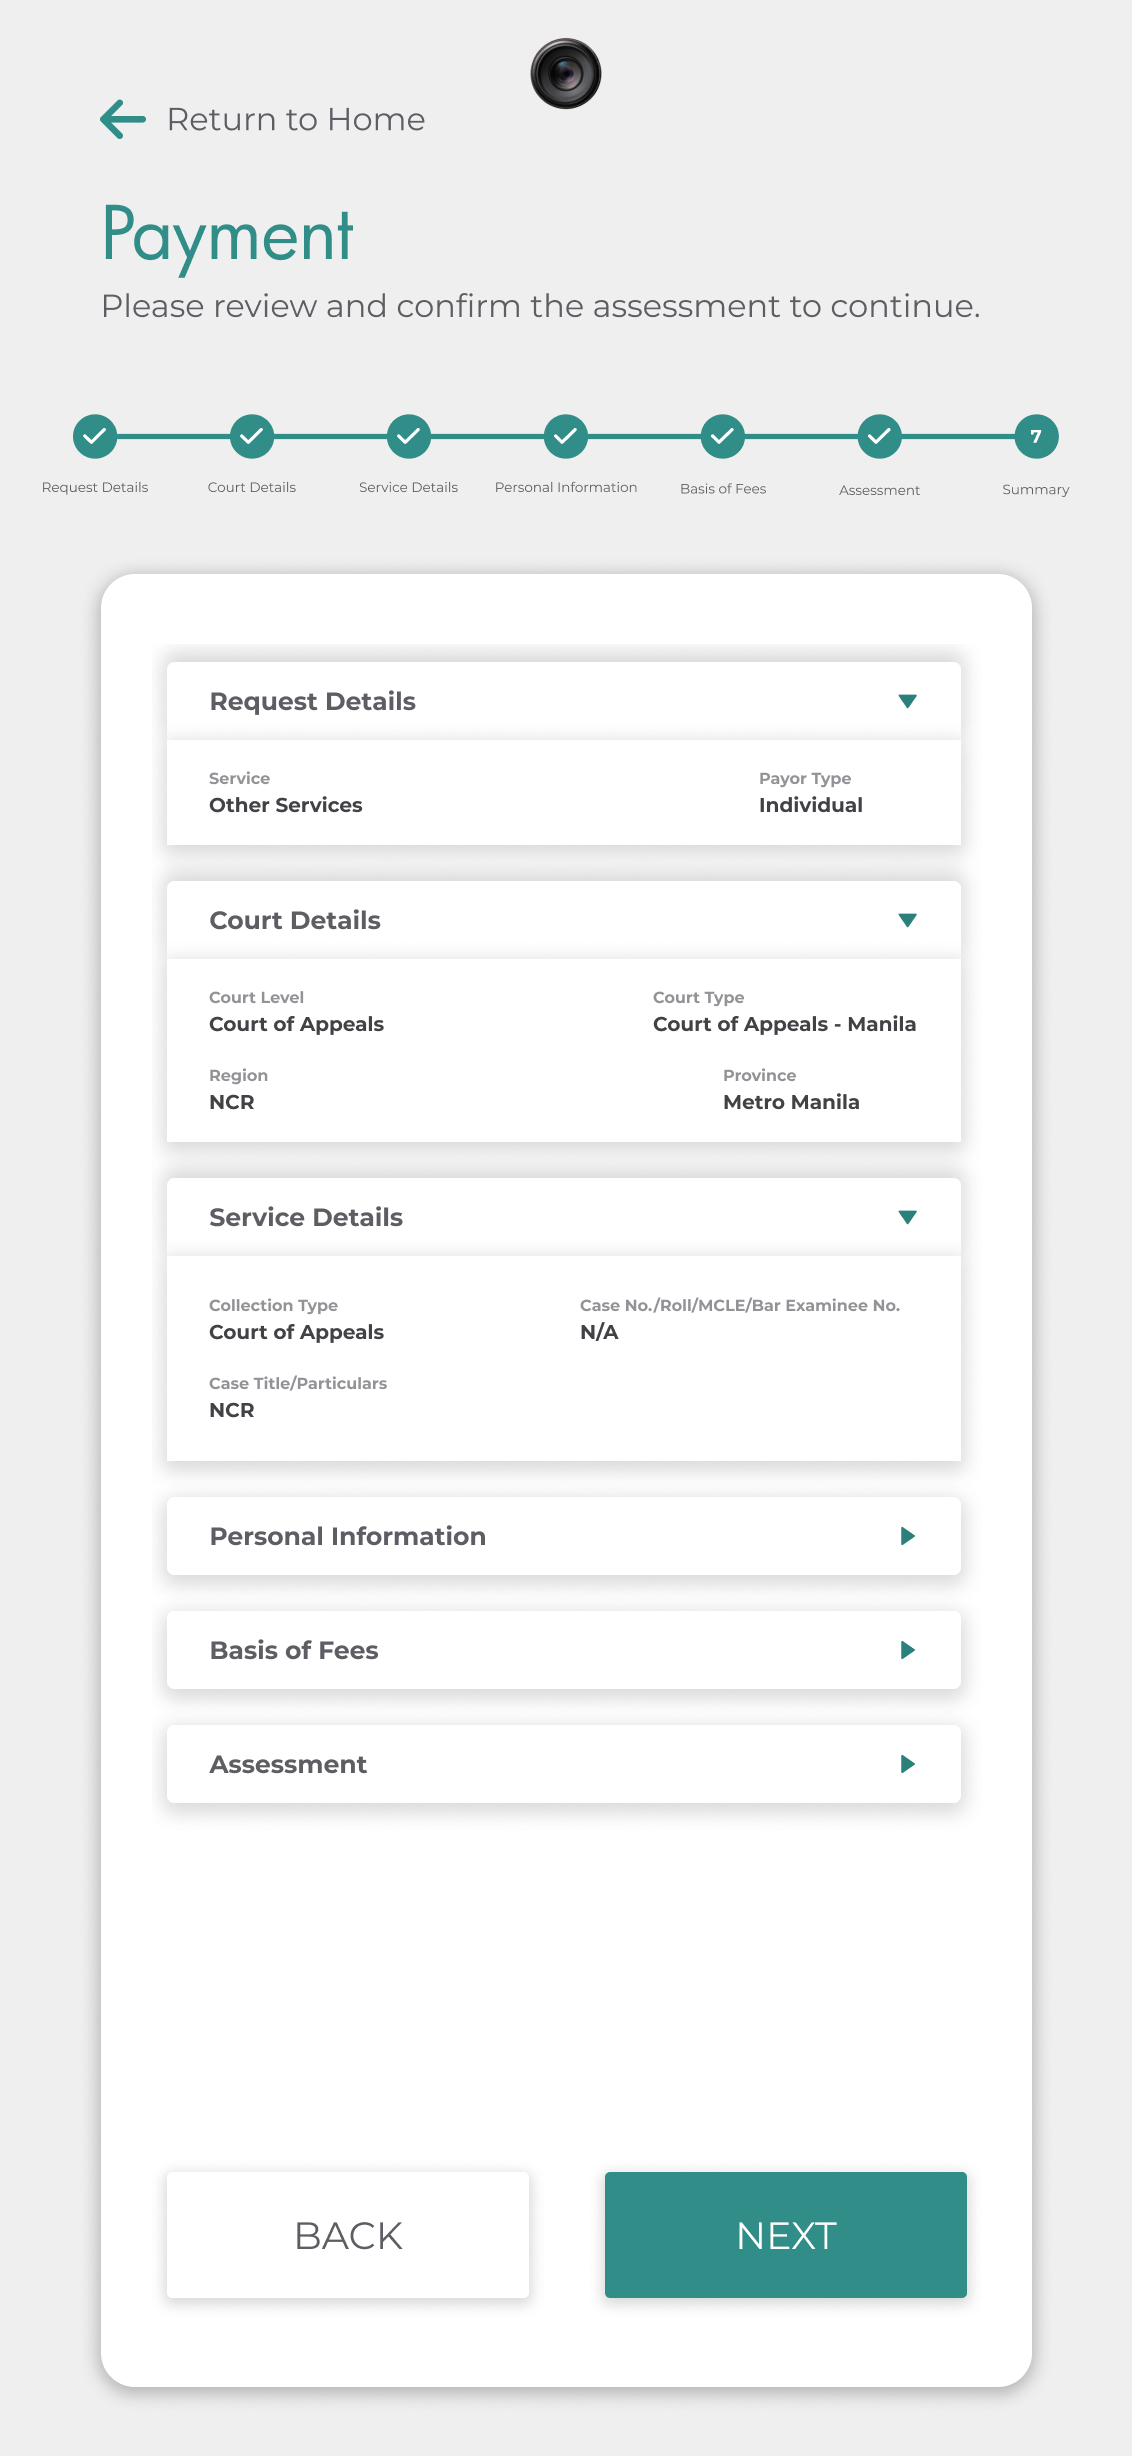 Return to Home
Payment
Please review and confirm the assessment to continue.
7
Request Details
Court Details
Service Details
Personal Information
Basis of Fees
Assessment
Summary
Request Details
Service
Payor Type
Other Services
Individual
Court Details
Court Level
Court Type
Court of Appeals
Court of Appeals - Manila
Region
Province
NCR
Metro Manila
Service Details
Collection Type
Case No./Roll/MCLE/Bar Examinee No.
Court of Appeals
N/A
Case Title/Particulars
NCR
Personal Information
Basis of Fees
Assessment
BACK
NEXT